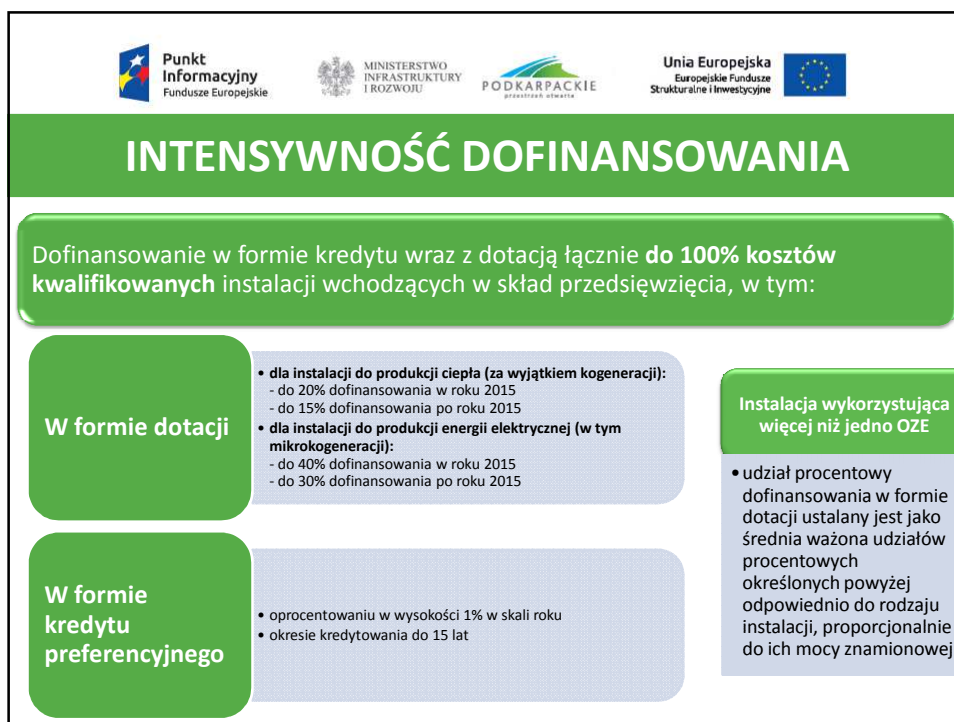 Punkt
Informacyjny
Fundusze Europejskie
MINISTERSTWO
INFRASTRUKTURY
I ROZWOJU
PODKARPACKIE
przestrzeń otwarta
Unia Europejska
Europejskie Fundusze
Strukturalne i Inwestycyjne
INTENSYWNOŚĆ DOFINANSOWANIA
Dofinansowanie w formie kredytu wraz z dotacją łącznie do 100% kosztów
kwalifikowanych instalacji wchodzących w skład przedsięwzięcia, w tym:
W formie dotacji
• dla instalacji do produkcji ciepła (za wyjątkiem kogeneracji):
- do 20% dofinansowania w roku 2015
- do 15% dofinansowania po roku 2015
• dla instalacji do produkcji energii elektrycznej (w tym
mikrokogeneracji):
- do 40% dofinansowania w roku 2015
- do 30% dofinansowania po roku 2015
W formie
kredytu
preferencyjnego
• oprocentowaniu w wysokości 1% w skali roku
• okresie kredytowania do 15 lat
Instalacja wykorzystująca
więcej niż jedno OZE
• udział procentowy
dofinansowania w formie
dotacji ustalany jest jako
średnia ważona udziałów
procentowych
określonych powyżej
odpowiednio do rodzaju
instalacji, proporcjonalnie
do ich mocy znamionowej